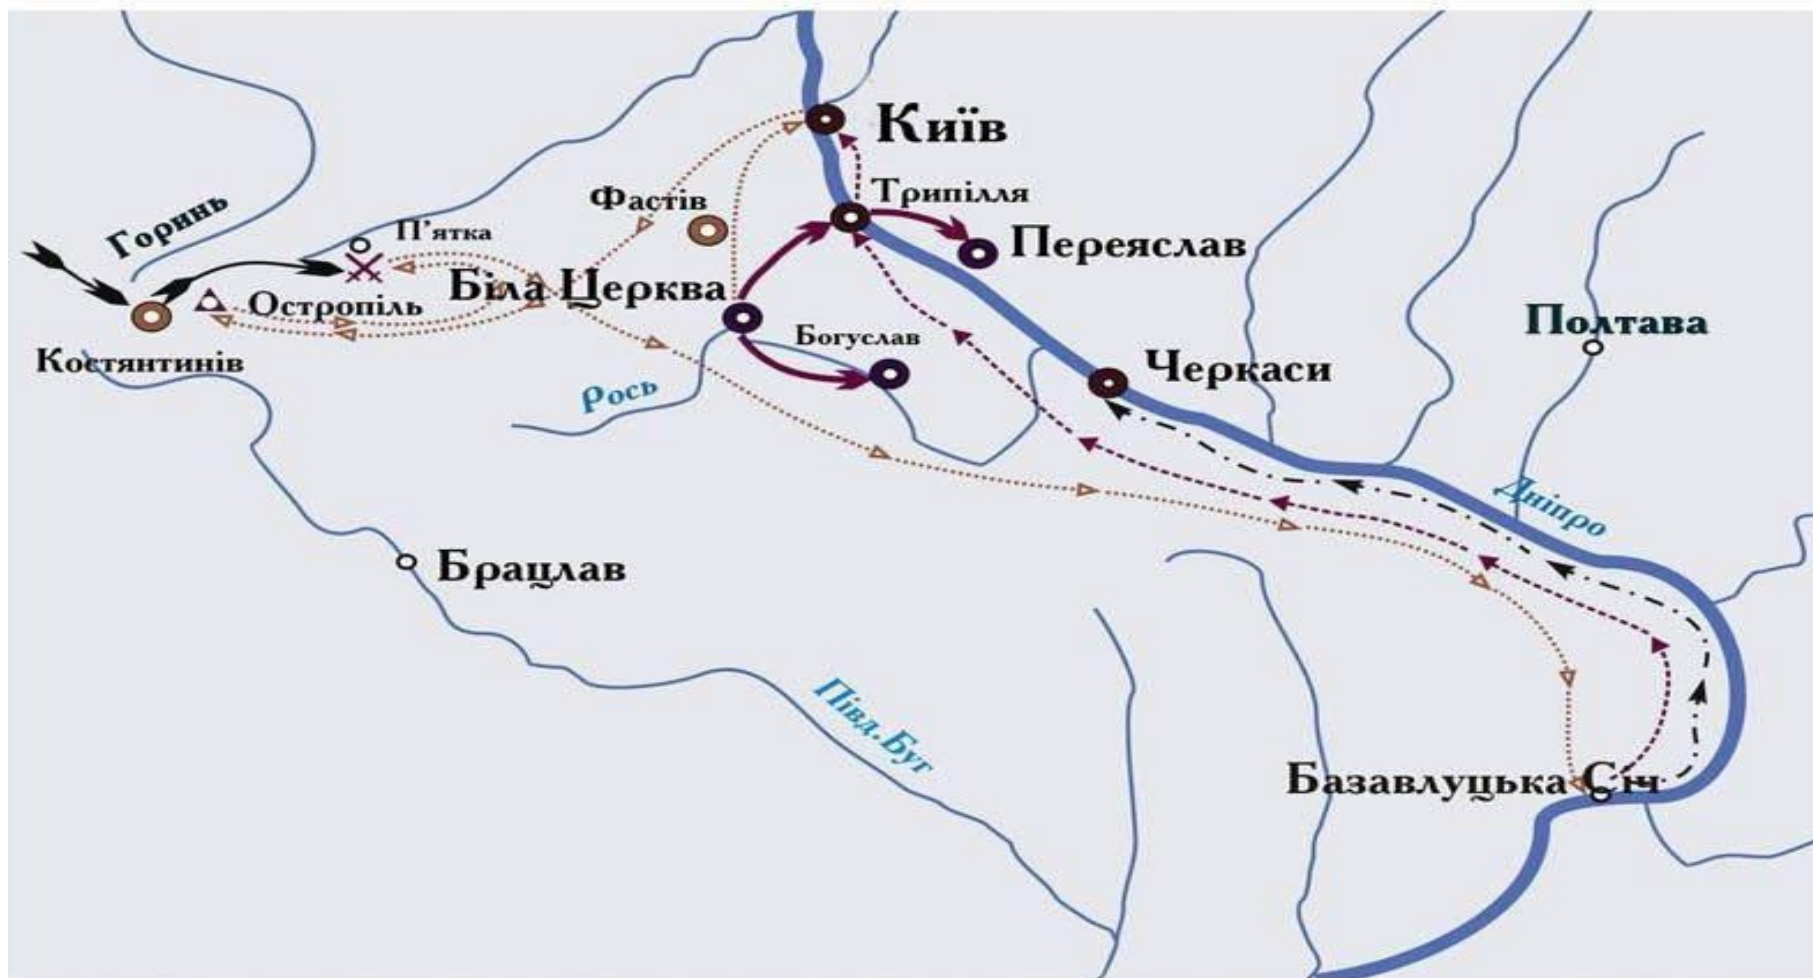 Київ
Трипілля
Фастів
Горинь
П'ятка
Переяслав
Біла Церква
Остропіль
Полтава
Богуслав
Костянтинів
Черкаси
Рось
Дніпро
Брацлав
Півд.Буг
Базавлуцька Січ